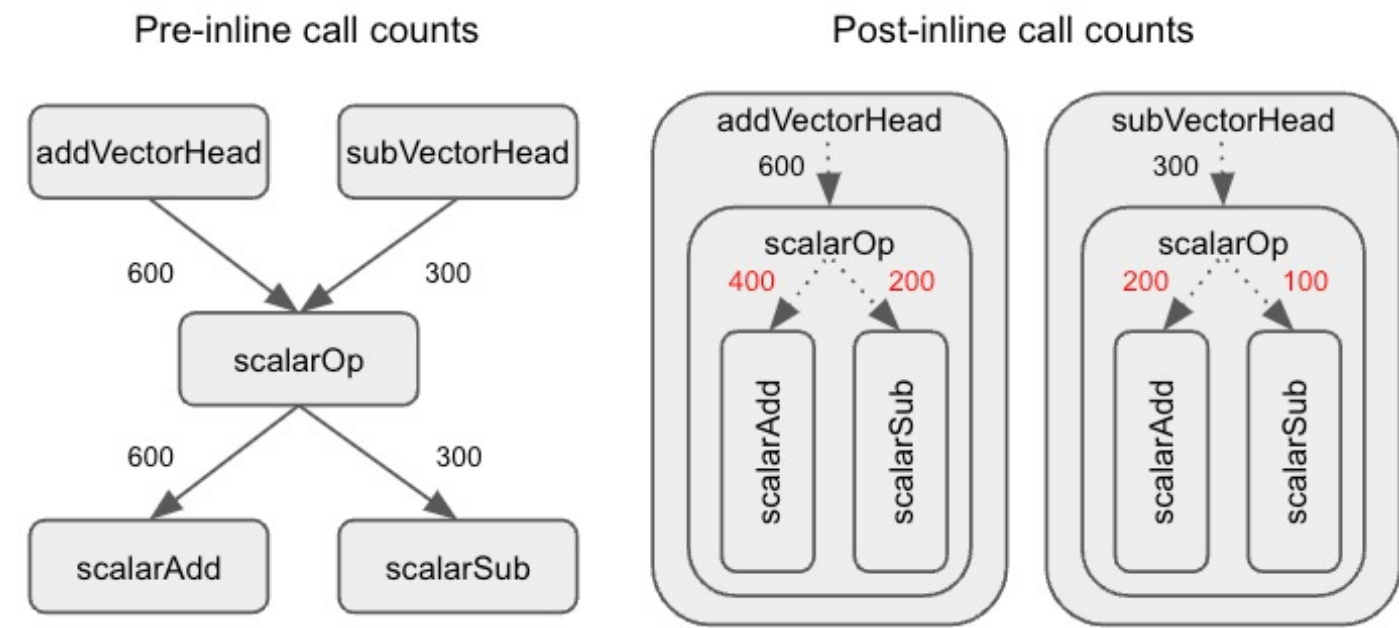 Pre-inline call counts
addVectorHead
subVectorHead
600
300
scalarOp
600
300
scalarAdd
scalarSub
Post-inline call counts
addVectorHead
600
scalarOp
400
200
scalarAdd
scalarSub
subVectorHead
300
scalarOp
200
100
scalarAdd
scalarSub